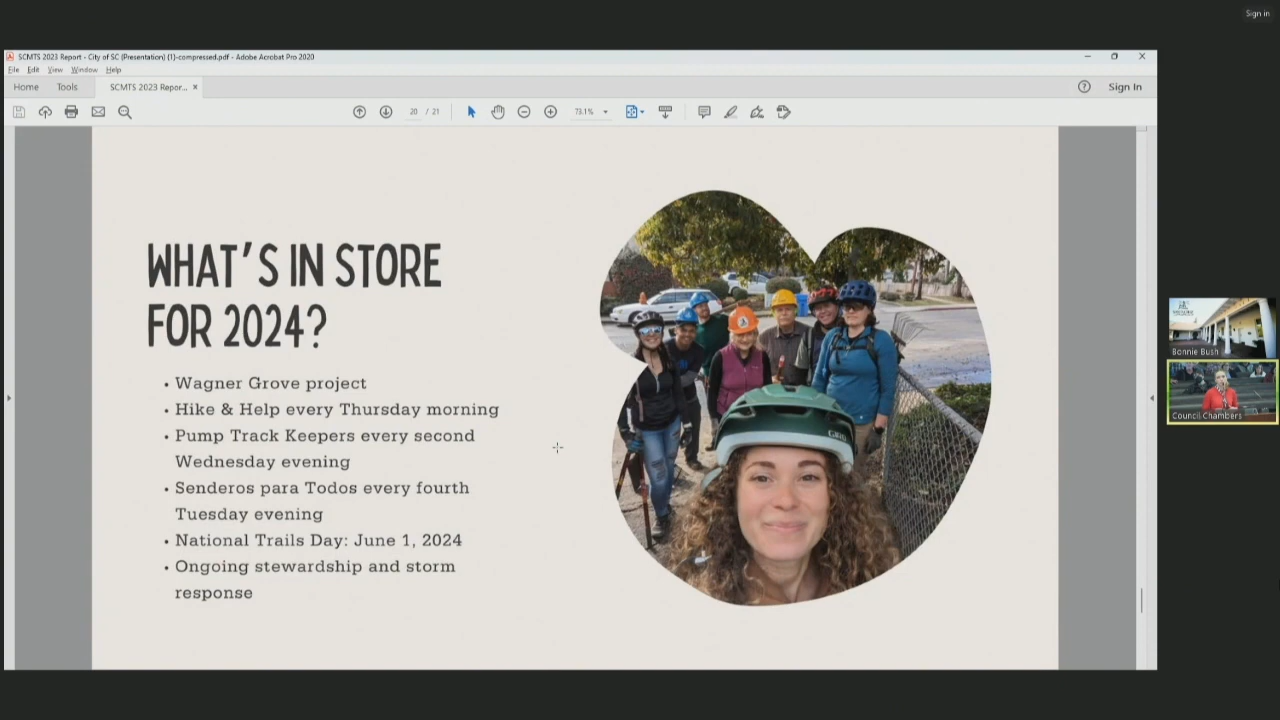 Sign in
SCMTS 2023 Report - City of SC (Presentation) (1)-compressed.pdf - Adobe Acrobat Pro 2020
File Edit View Window Help
Home Tools SCMTS 2023 Repor... × Sign In
20 / 21 73.1%
WHAT'S IN STORE
FOR 2024?
• Wagner Grove project
• Hike & Help every Thursday morning
• Pump Track Keepers every second
Wednesday evening
• Senderos para Todos every fourth
Tuesday evening
• National Trails Day: June 1, 2024
• Ongoing stewardship and storm
response
GIRO
Bonnie Bush
Council Chambers